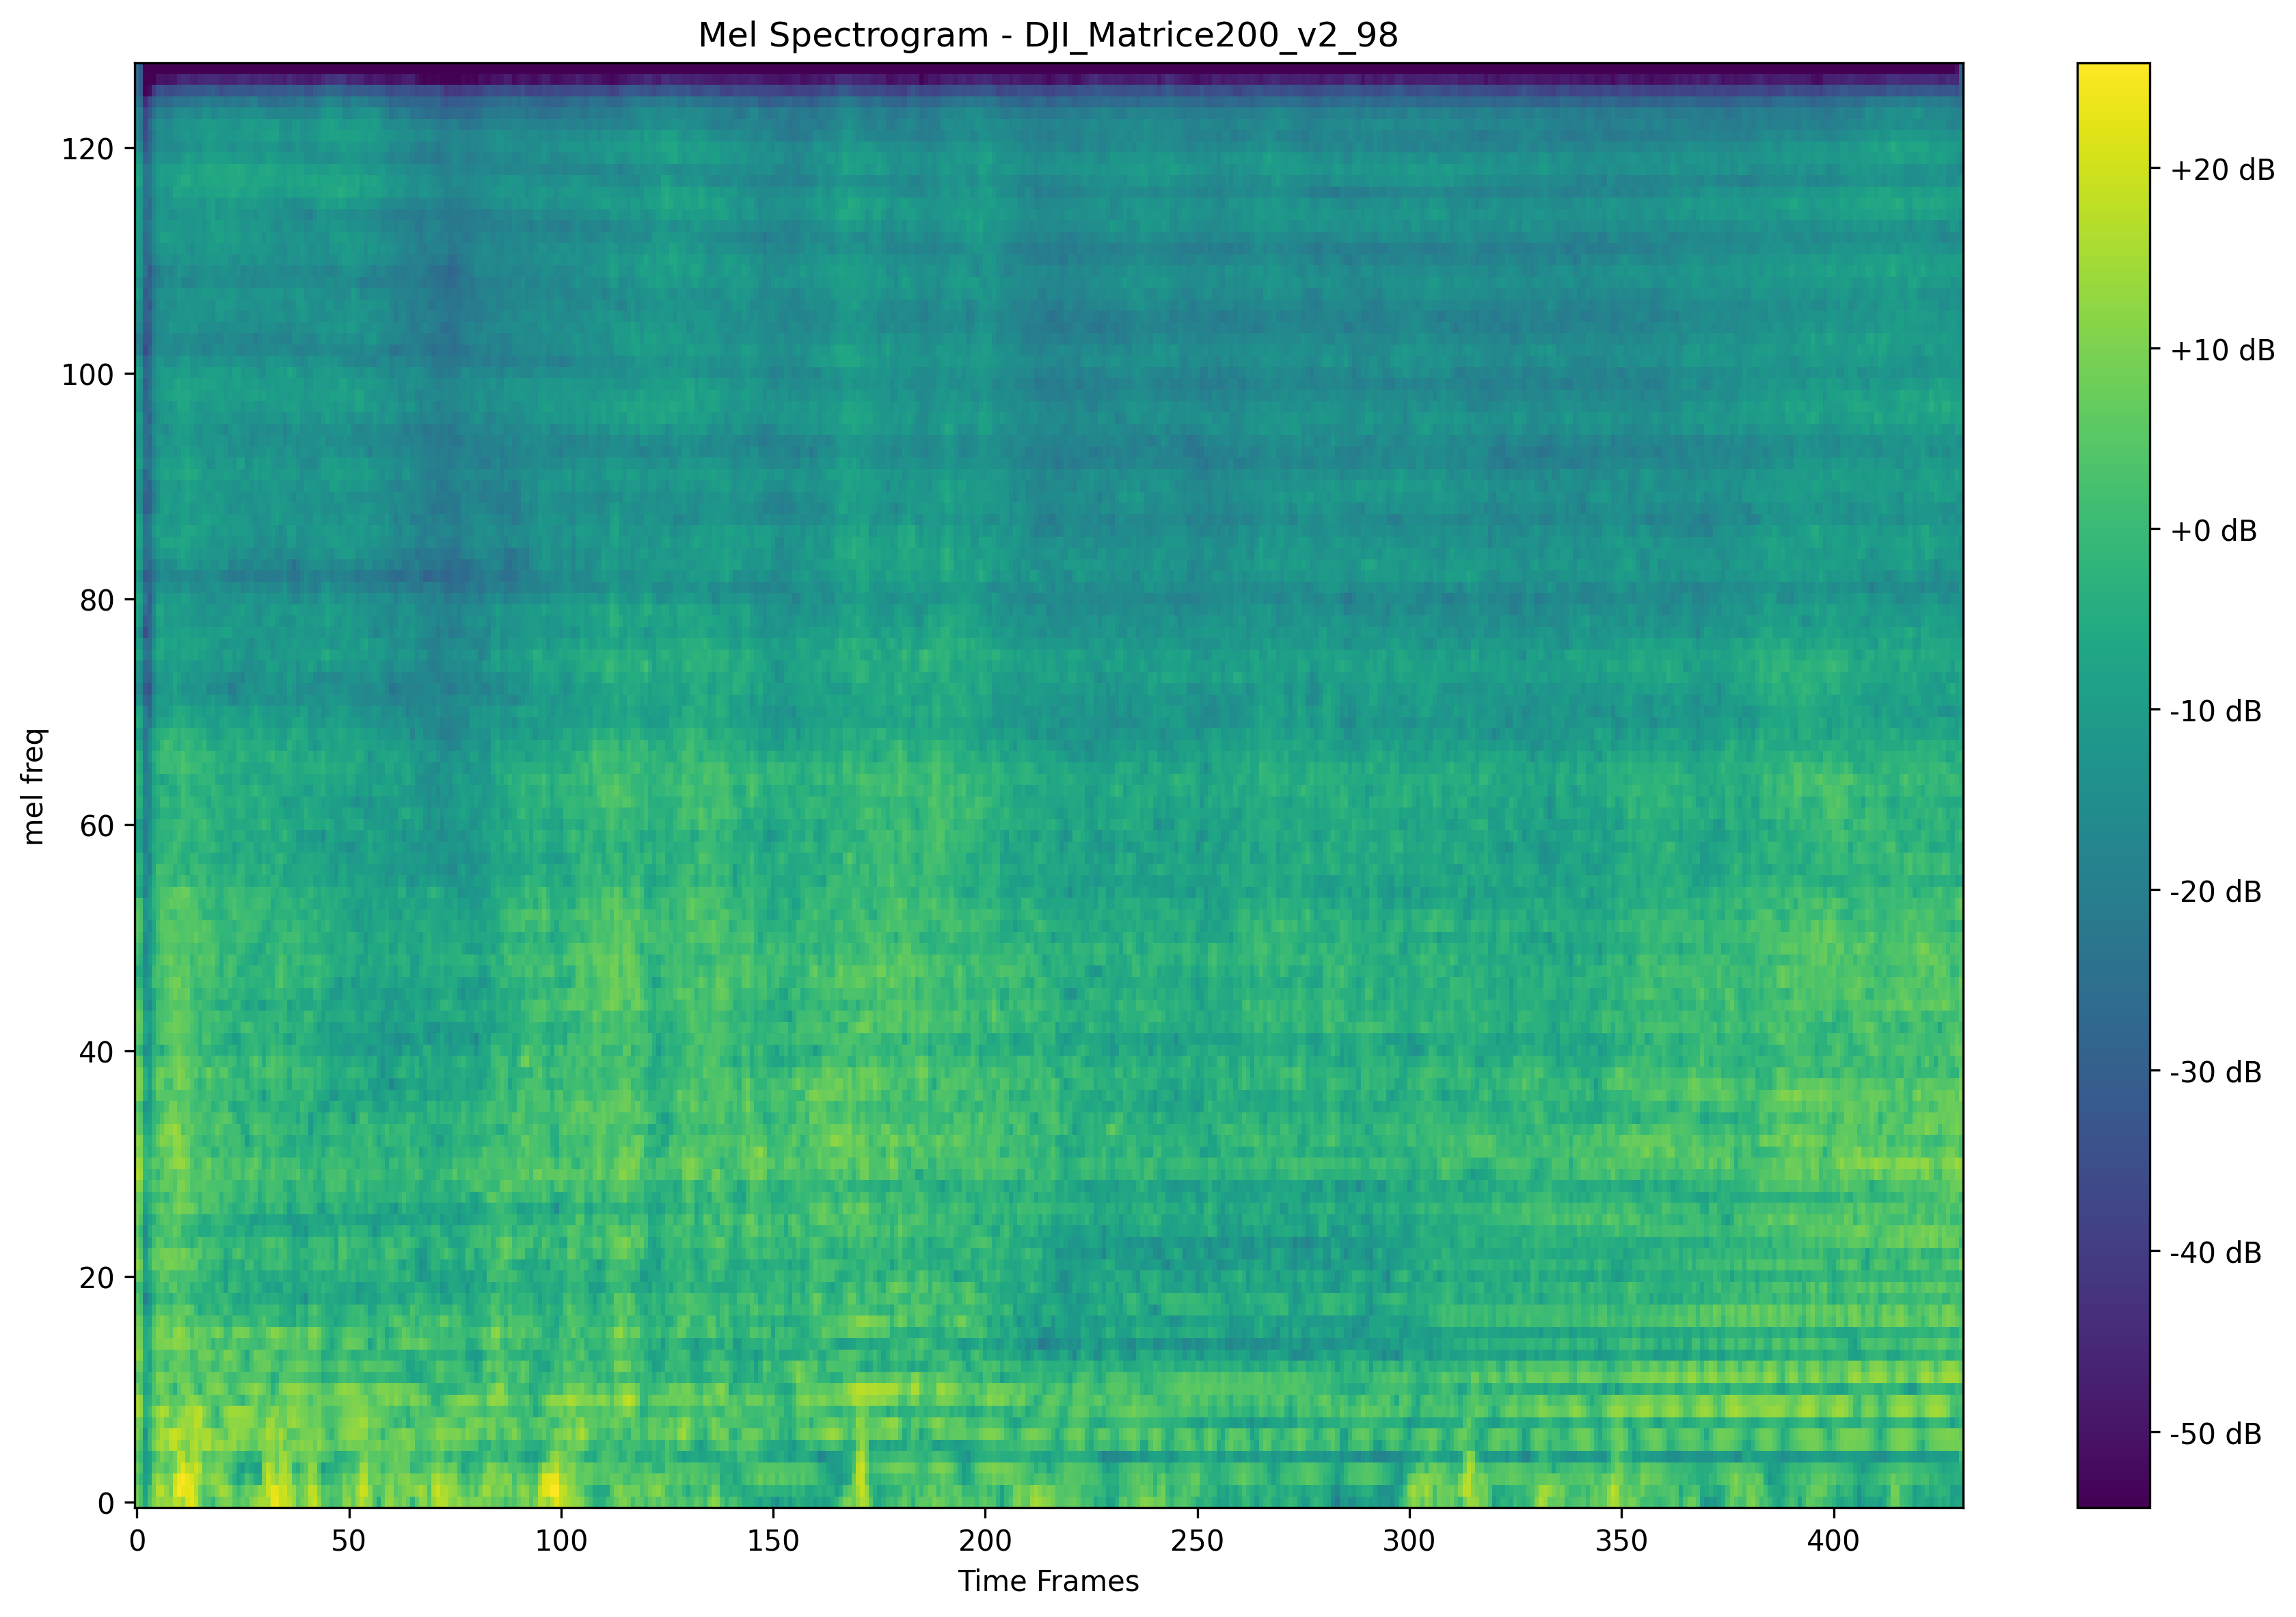 Mel Spectrogram - DJI_Matrice200_v2_98
120
100
80
60
40
20
0
mel freq
0 50 100 150 200 250 300 350 400
Time Frames
+20 dB
+10 dB
+0 dB
-10 dB
-20 dB
-30 dB
-40 dB
-50 dB